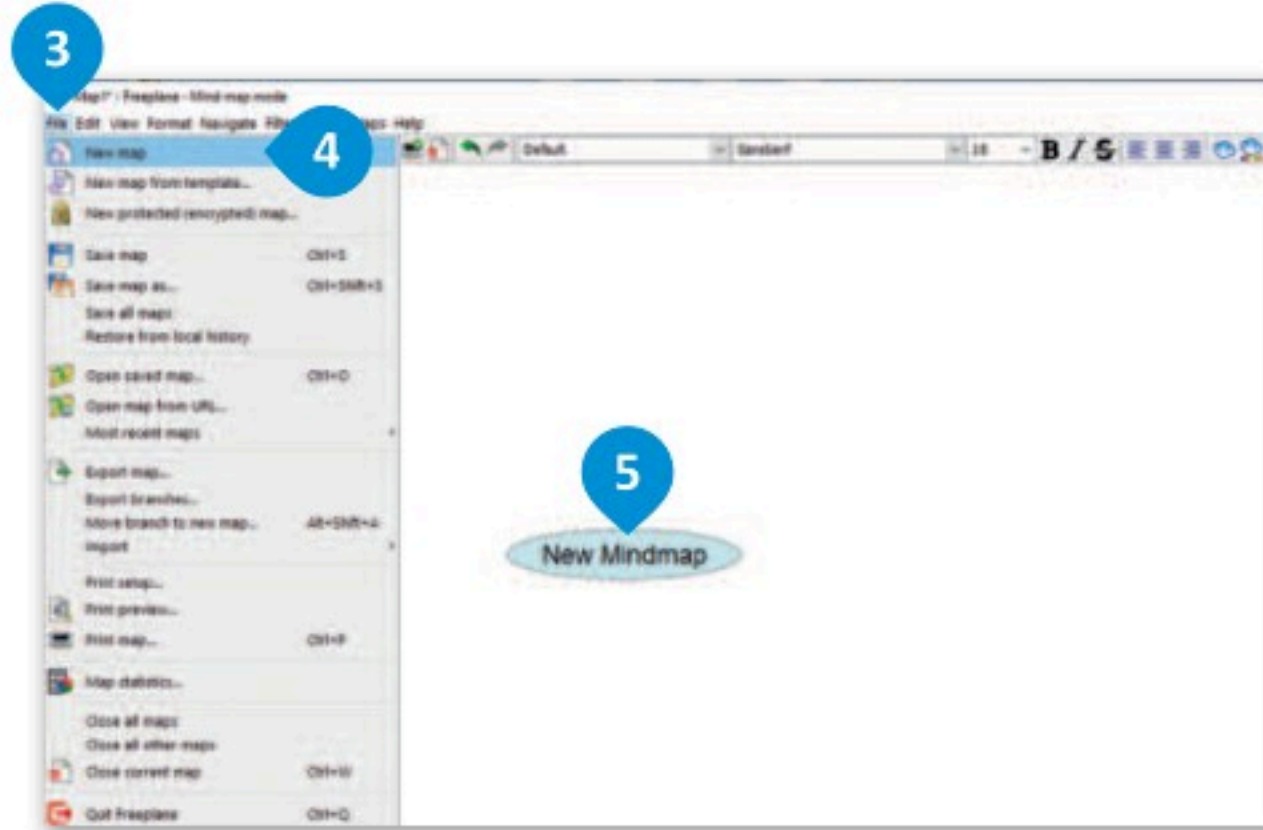 3
Map1* - Freeplane - Mind map mode
File Edit View Format Navigate Maps Help
4
New map
Default
SansSerif
18
B I S
New map from template...
New protected (encrypted) map...
Save map Ctrl+S
Save map as... Ctrl+Shift+S
Save all maps
Restore from local history
Open saved map... Ctrl+O
Open map from URL...
Most recent maps
Export map...
Export branches...
Move branch to new map... Alt+Shift+A
Import
5
New Mindmap
Print setup...
Print preview...
Print map... Ctrl+P
Map statistics...
Close all maps
Close all other maps
Close current map Ctrl+W
Quit Freeplane Ctrl+Q